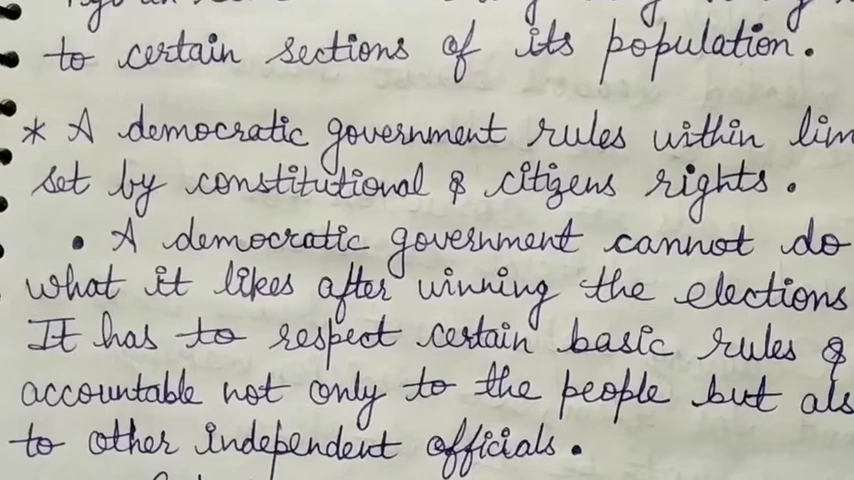 to certain sections of its population.
* A democratic government rules within lim
set by constitutional & citizens rights.
• A democratic government cannot do
what it likes after winning the elections
It has to respect certain basic rules &
accountable not only to the people but als
to other independent officials.